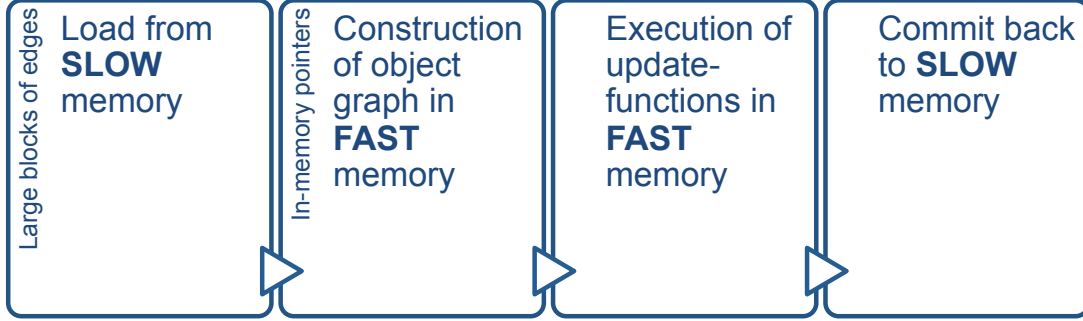 Large blocks of edges
Load from
SLOW
memory
In-memory pointers
Construction
of object
graph in
FAST
memory
Execution of
update-
functions in
FAST
memory
Commit back
to SLOW
memory